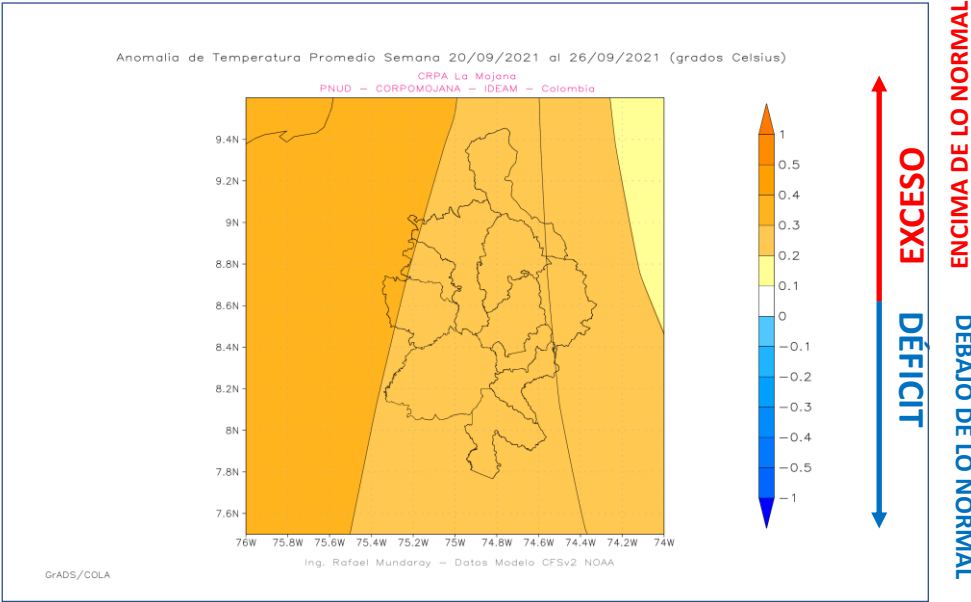 Anomalia de Temperatura Promedio Semana 20/09/2021 al 26/09/2021 (grados Celsius)
CRPA La Mojana
PNUD – CORPOMOJANA – IDEAM – Colombia
9.4N
9.2N
9N
8.8N
8.6N
8.4N
8.2N
8N
7.8N
7.6N
76W 75.8W 75.6W 75.4W 75.2W 75W 74.8W 74.6W 74.4W 74.2W 74W
Ing. Rafael Mundaray – Datos Modelo CFSv2 NOAA
GrADS/COLA
1
0.5
0.4
0.3
0.2
0.1
0
−0.1
−0.2
−0.3
−0.4
−0.5
−1
EXCESO
DÉFICIT
ENCIMA DE LO NORMAL
DEBAJO DE LO NORMAL